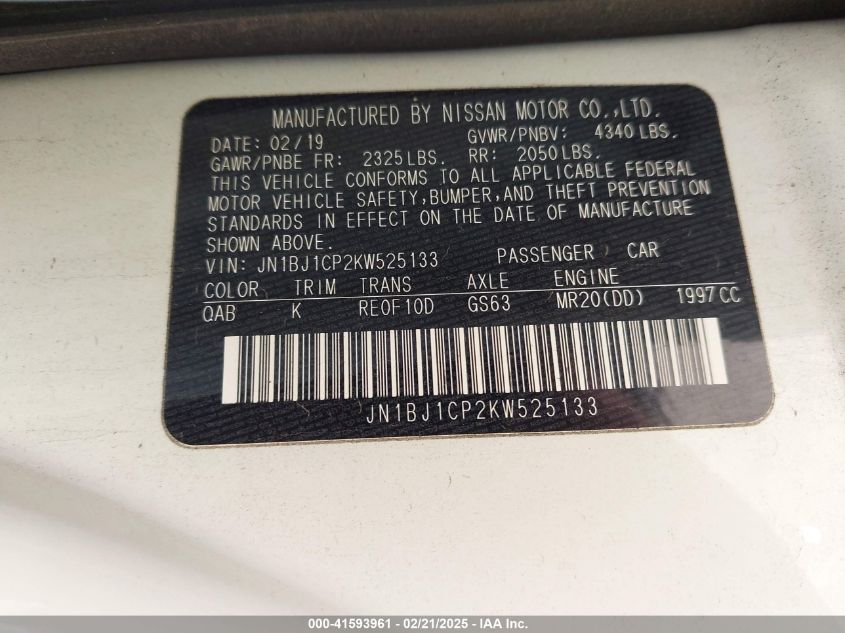 MANUFACTURED BY NISSAN MOTOR CO.,LTD.
DATE: 02/19 GVWR/PNBV: 4340 LBS.
GAWR/PNBE FR: 2325 LBS. RR: 2050 LBS.
THIS VEHICLE CONFORMS TO ALL APPLICABLE FEDERAL
MOTOR VEHICLE SAFETY, BUMPER, AND THEFT PREVENTION
STANDARDS IN EFFECT ON THE DATE OF MANUFACTURE
SHOWN ABOVE.
VIN: JN1BJ1CP2KW525133 PASSENGER CAR
COLOR TRIM TRANS AXLE ENGINE
QAB K RE0F10D GS63 MR20(DD) 1997 CC
JN1BJ1CP2KW525133
000-41593961 - 02/21/2025 - IAA Inc.